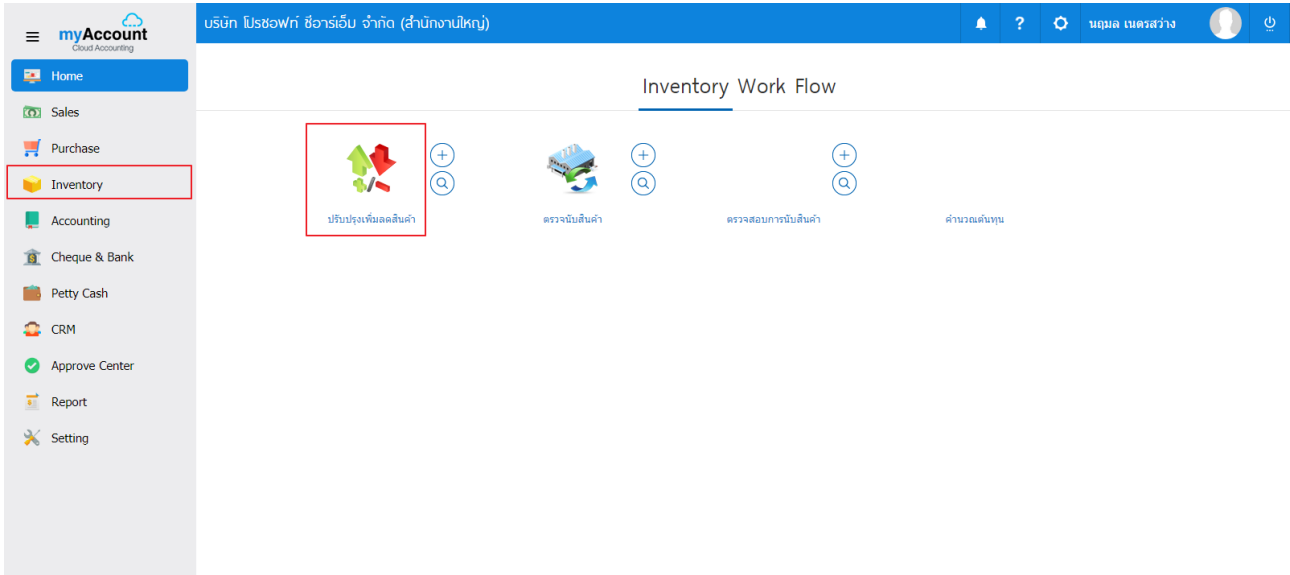 myAccount
Cloud Accounting
บริษัท โปรซอฟท์ ซีอาร์เอ็ม จำกัด (สำนักงานใหญ่)
?
นฤมล เนตรสว่าง
Home
Sales
Purchase
Inventory
Accounting
Cheque & Bank
Petty Cash
CRM
Approve Center
Report
Setting
Inventory Work Flow
+/-
ปรับปรุงเพิ่มลดสินค้า
ตรวจนับสินค้า
ตรวจสอบการนับสินค้า
คำนวณต้นทุน